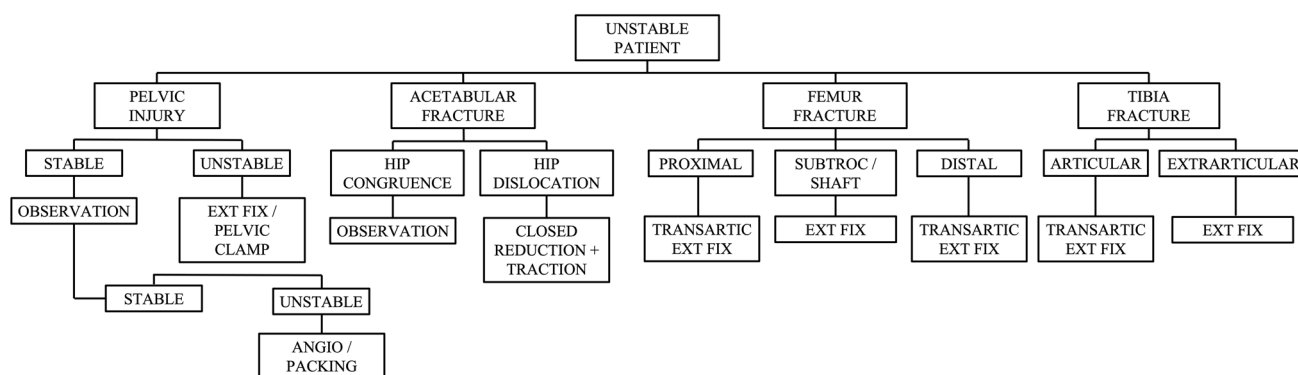 UNSTABLE
PATIENT
PELVIC
INJURY
ACETABULAR
FRACTURE
FEMUR
FRACTURE
TIBIA
FRACTURE
STABLE
UNSTABLE
HIP
CONGRUENCE
HIP
DISLOCATION
PROXIMAL
SUBTROC /
SHAFT
DISTAL
ARTICULAR
EXTRARTICULAR
OBSERVATION
EXT FIX /
PELVIC
CLAMP
OBSERVATION
CLOSED
REDUCTION +
TRACTION
TRANSARTIC
EXT FIX
EXT FIX
TRANSARTIC
EXT FIX
TRANSARTIC
EXT FIX
EXT FIX
STABLE
UNSTABLE
ANGIO /
PACKING